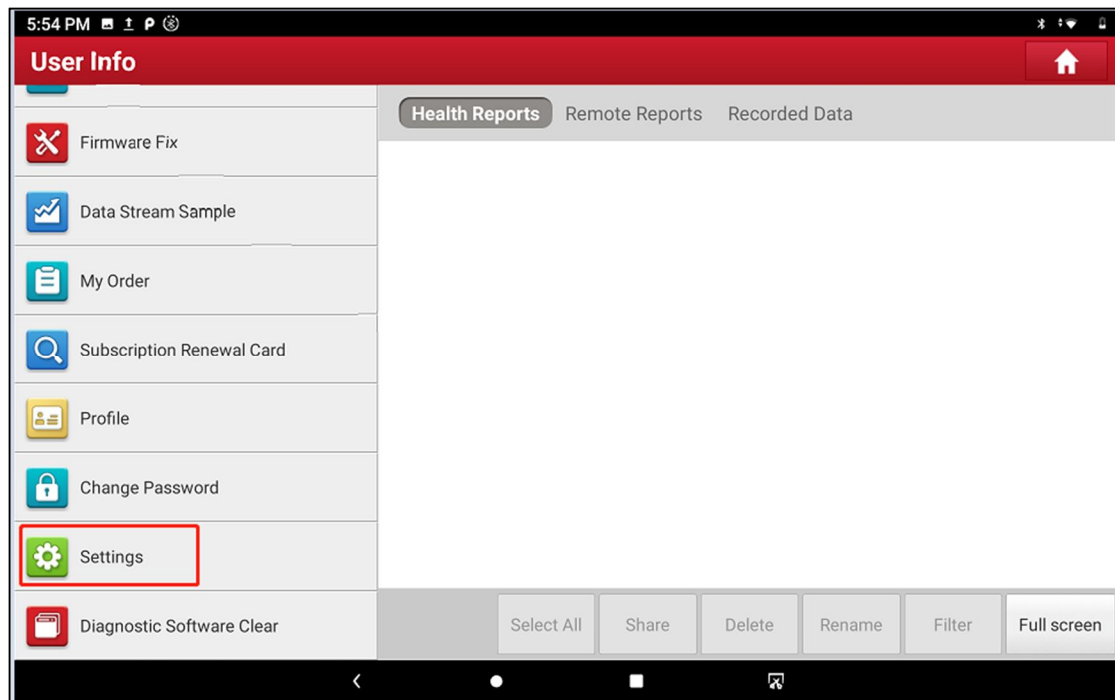 5:54 PM
User Info
Health Reports Remote Reports Recorded Data
Firmware Fix
Data Stream Sample
My Order
Subscription Renewal Card
Profile
Change Password
Settings
Diagnostic Software Clear
Select All Share Delete Rename Filter Full screen